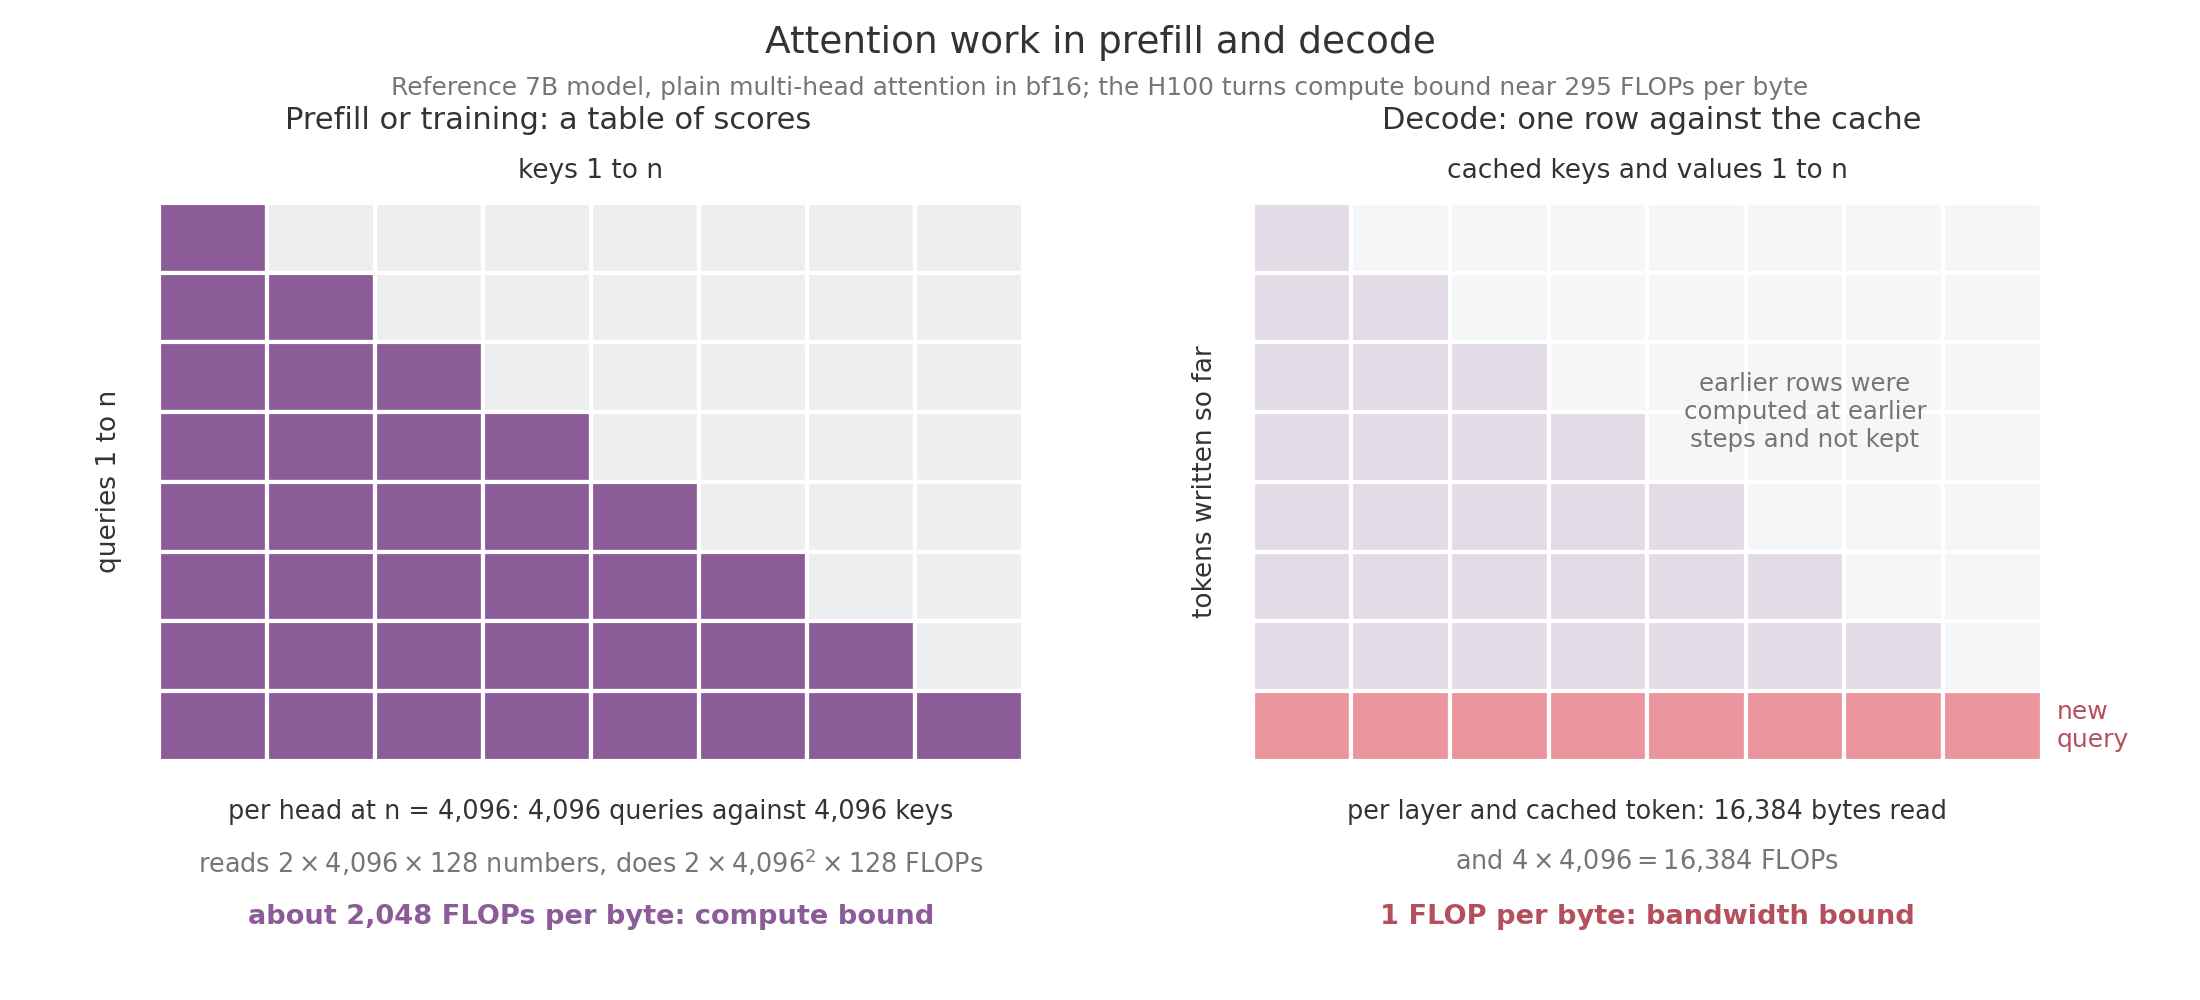 Attention work in prefill and decode
Reference 7B model, plain multi-head attention in bf16; the H100 turns compute bound near 295 FLOPs per byte
Prefill or training: a table of scores
keys 1 to n
queries 1 to n
per head at n = 4,096: 4,096 queries against 4,096 keys
reads 2 × 4,096 × 128 numbers, does 2 × 4,096² × 128 FLOPs
about 2,048 FLOPs per byte: compute bound
Decode: one row against the cache
cached keys and values 1 to n
tokens written so far
earlier rows were
computed at earlier
steps and not kept
new
query
per layer and cached token: 16,384 bytes read
and 4 × 4,096 = 16,384 FLOPs
1 FLOP per byte: bandwidth bound